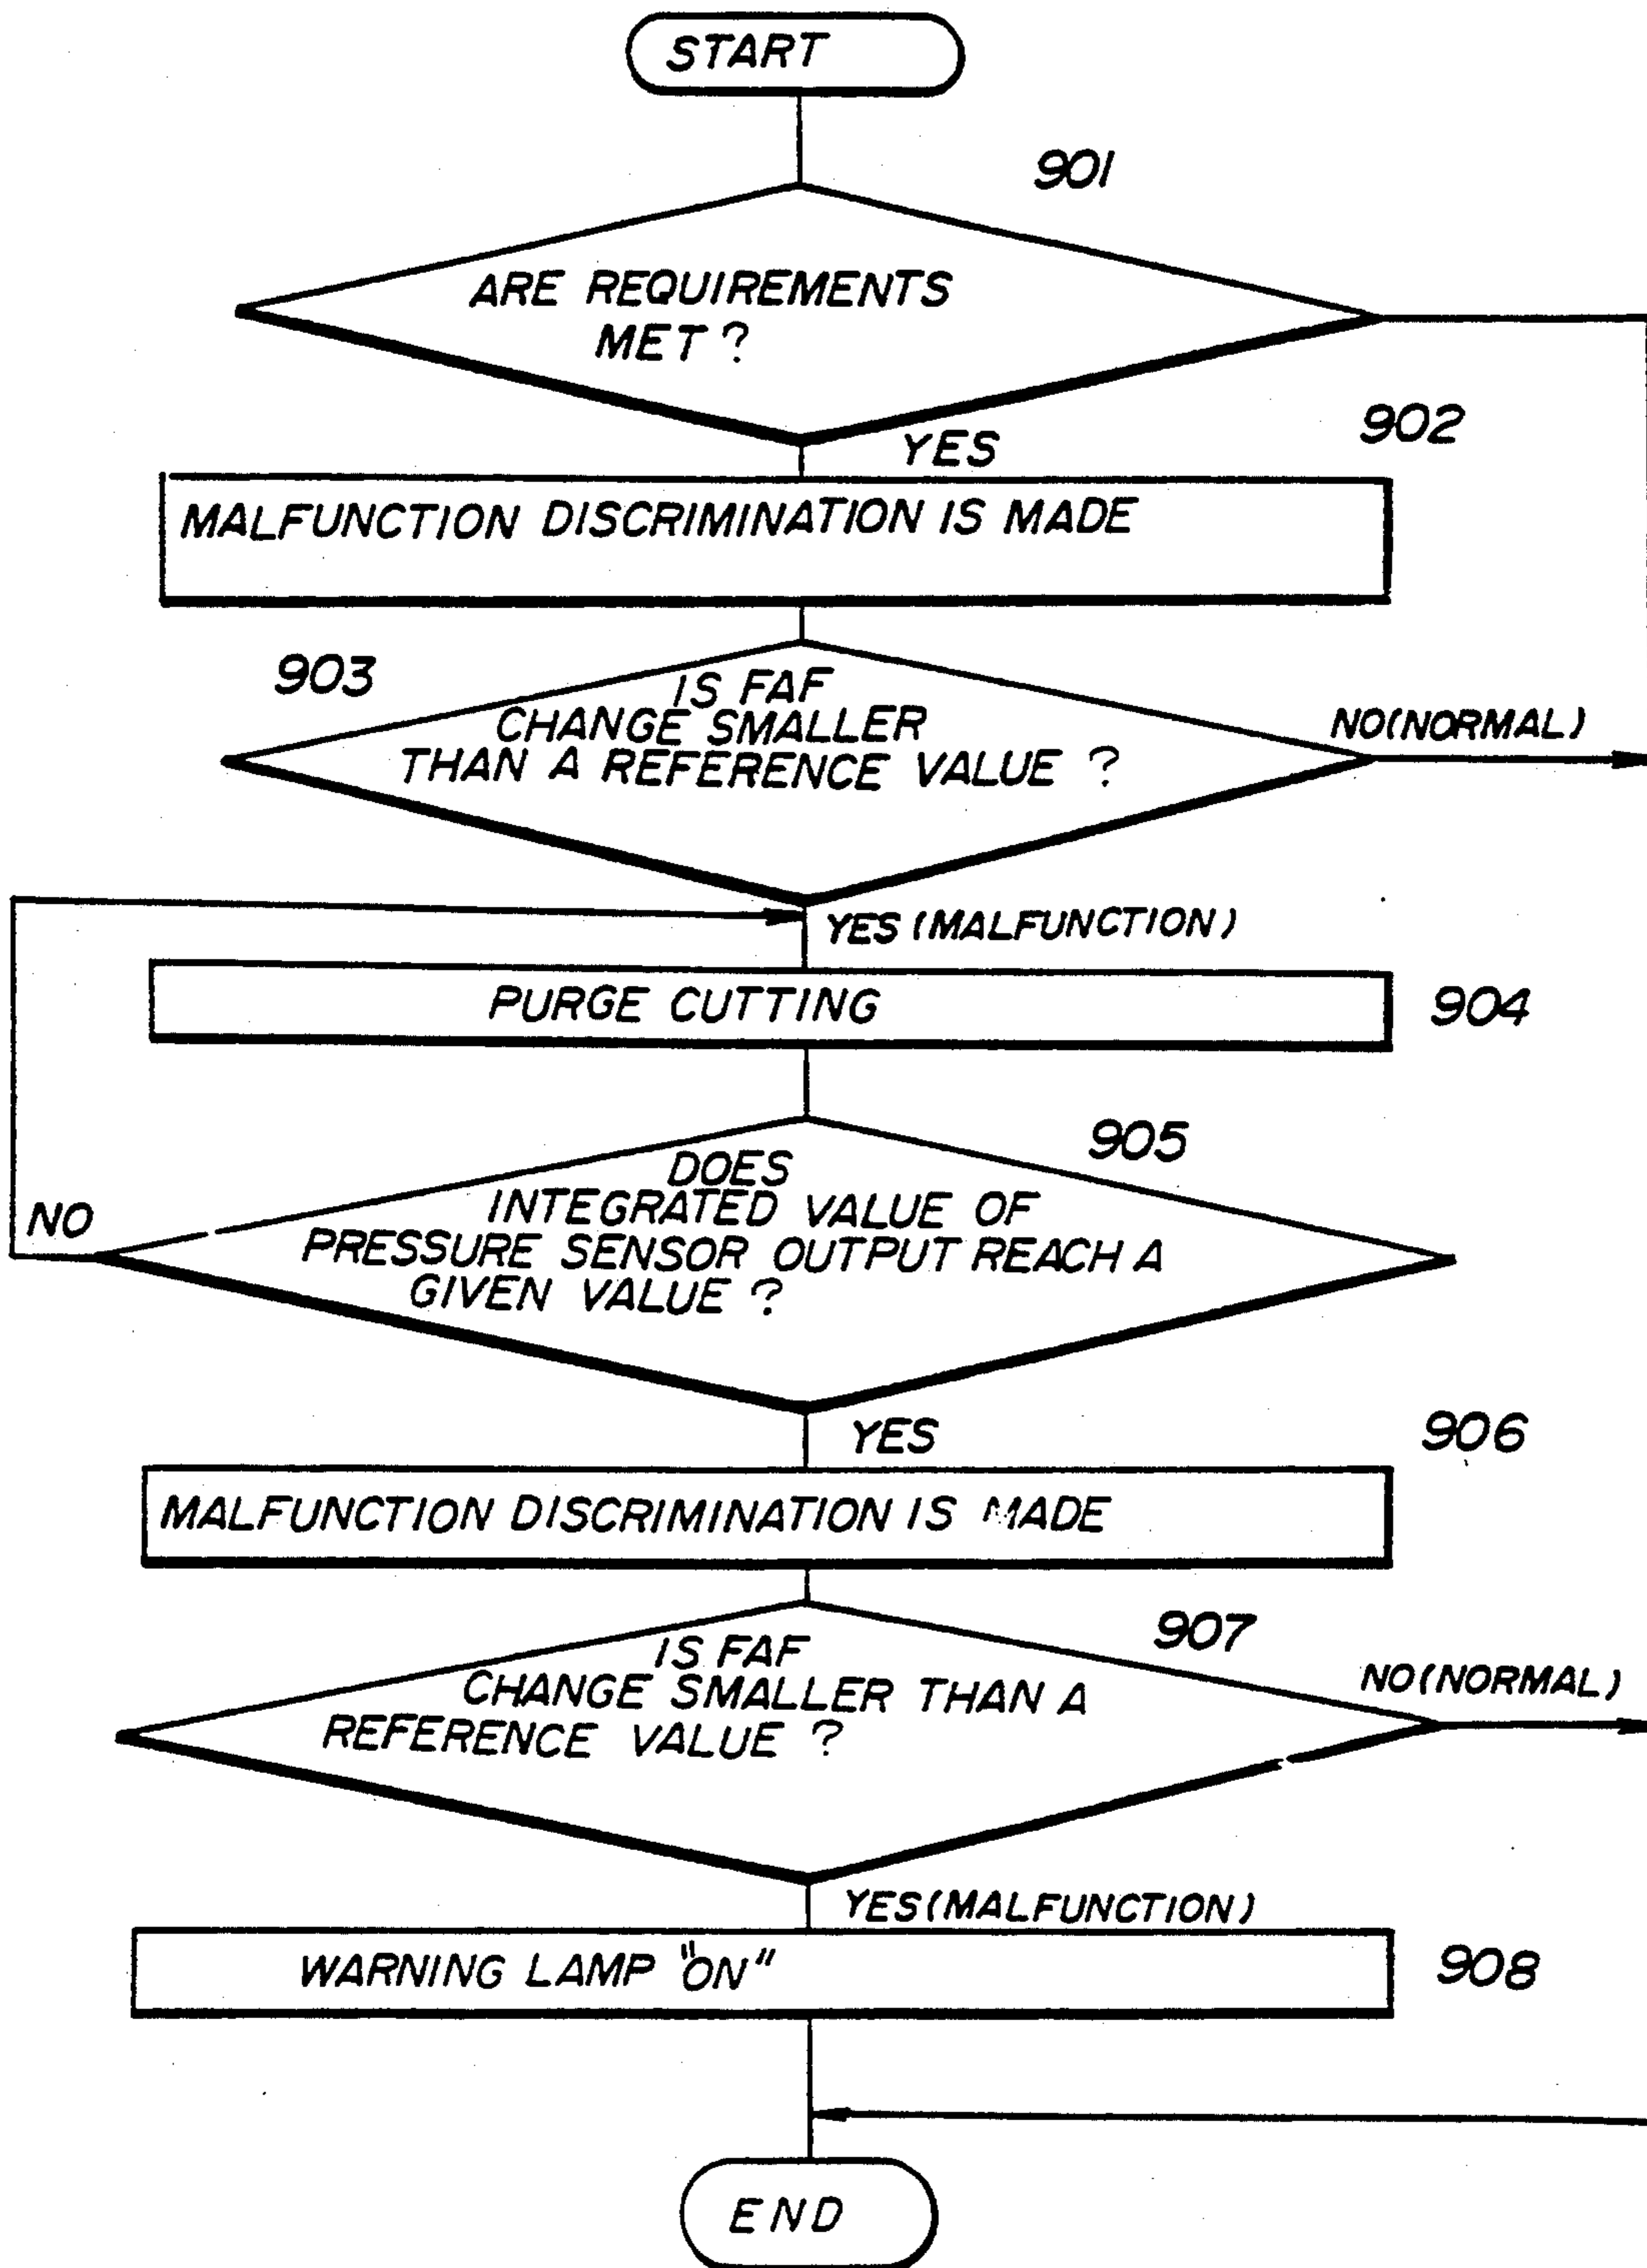 START
901
ARE REQUIREMENTS
MET ?
YES
902
MALFUNCTION DISCRIMINATION IS MADE
903
IS FAF
CHANGE SMALLER
THAN A REFERENCE VALUE ?
NO(NORMAL)
YES (MALFUNCTION)
PURGE CUTTING
904
905
DOES
INTEGRATED VALUE OF
PRESSURE SENSOR OUTPUT REACH A
GIVEN VALUE ?
NO
YES
906
MALFUNCTION DISCRIMINATION IS MADE
907
IS FAF
CHANGE SMALLER THAN A
REFERENCE VALUE ?
NO(NORMAL)
YES(MALFUNCTION)
WARNING LAMP "ON"
908
END